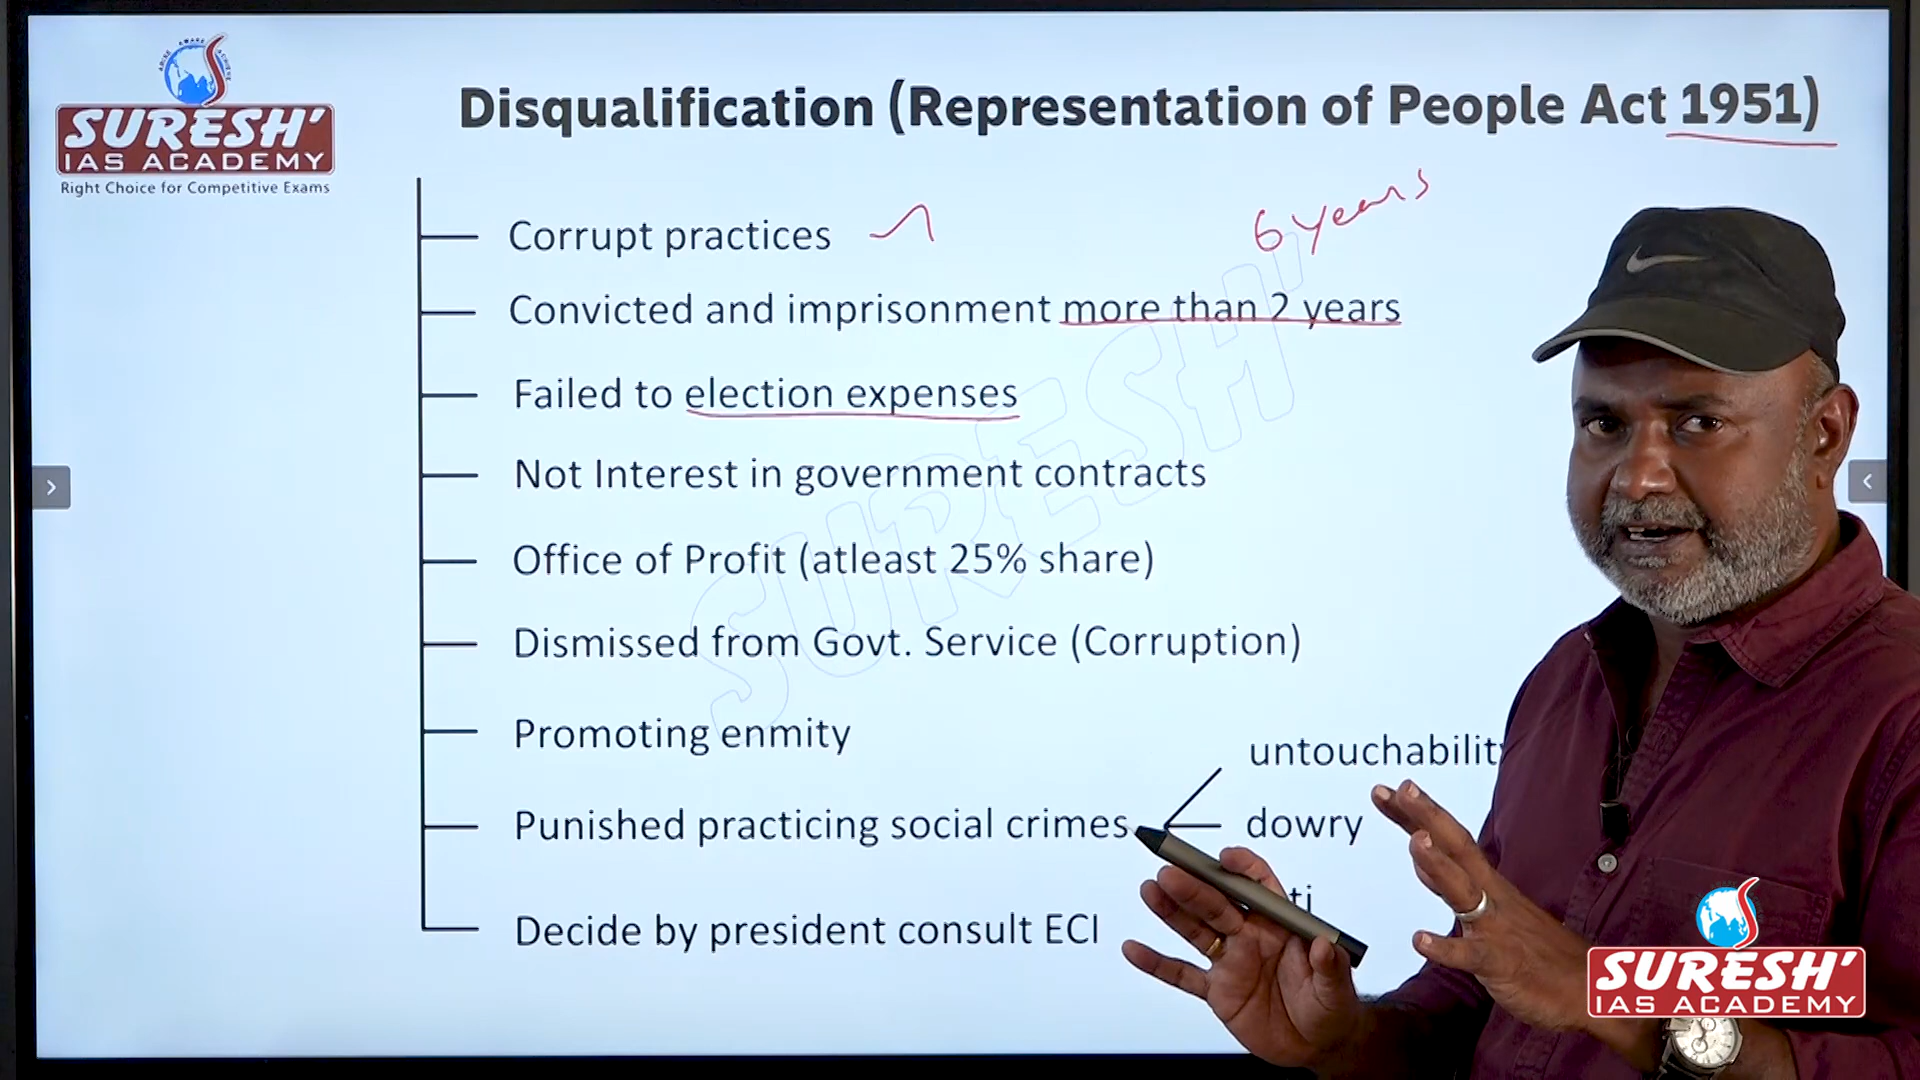 SURESH'
IAS ACADEMY
Right Choice for Competitive Exams
Disqualification (Representation of People Act 1951)
6 years
Corrupt practices
Convicted and imprisonment more than 2 years
Failed to election expenses
Not Interest in government contracts
Office of Profit (atleast 25% share)
Dismissed from Govt. Service (Corruption)
Promoting enmity
Punished practicing social crimes
dowry
Decide by president consult ECI
SURESH'
SURESH'
IAS ACADEMY